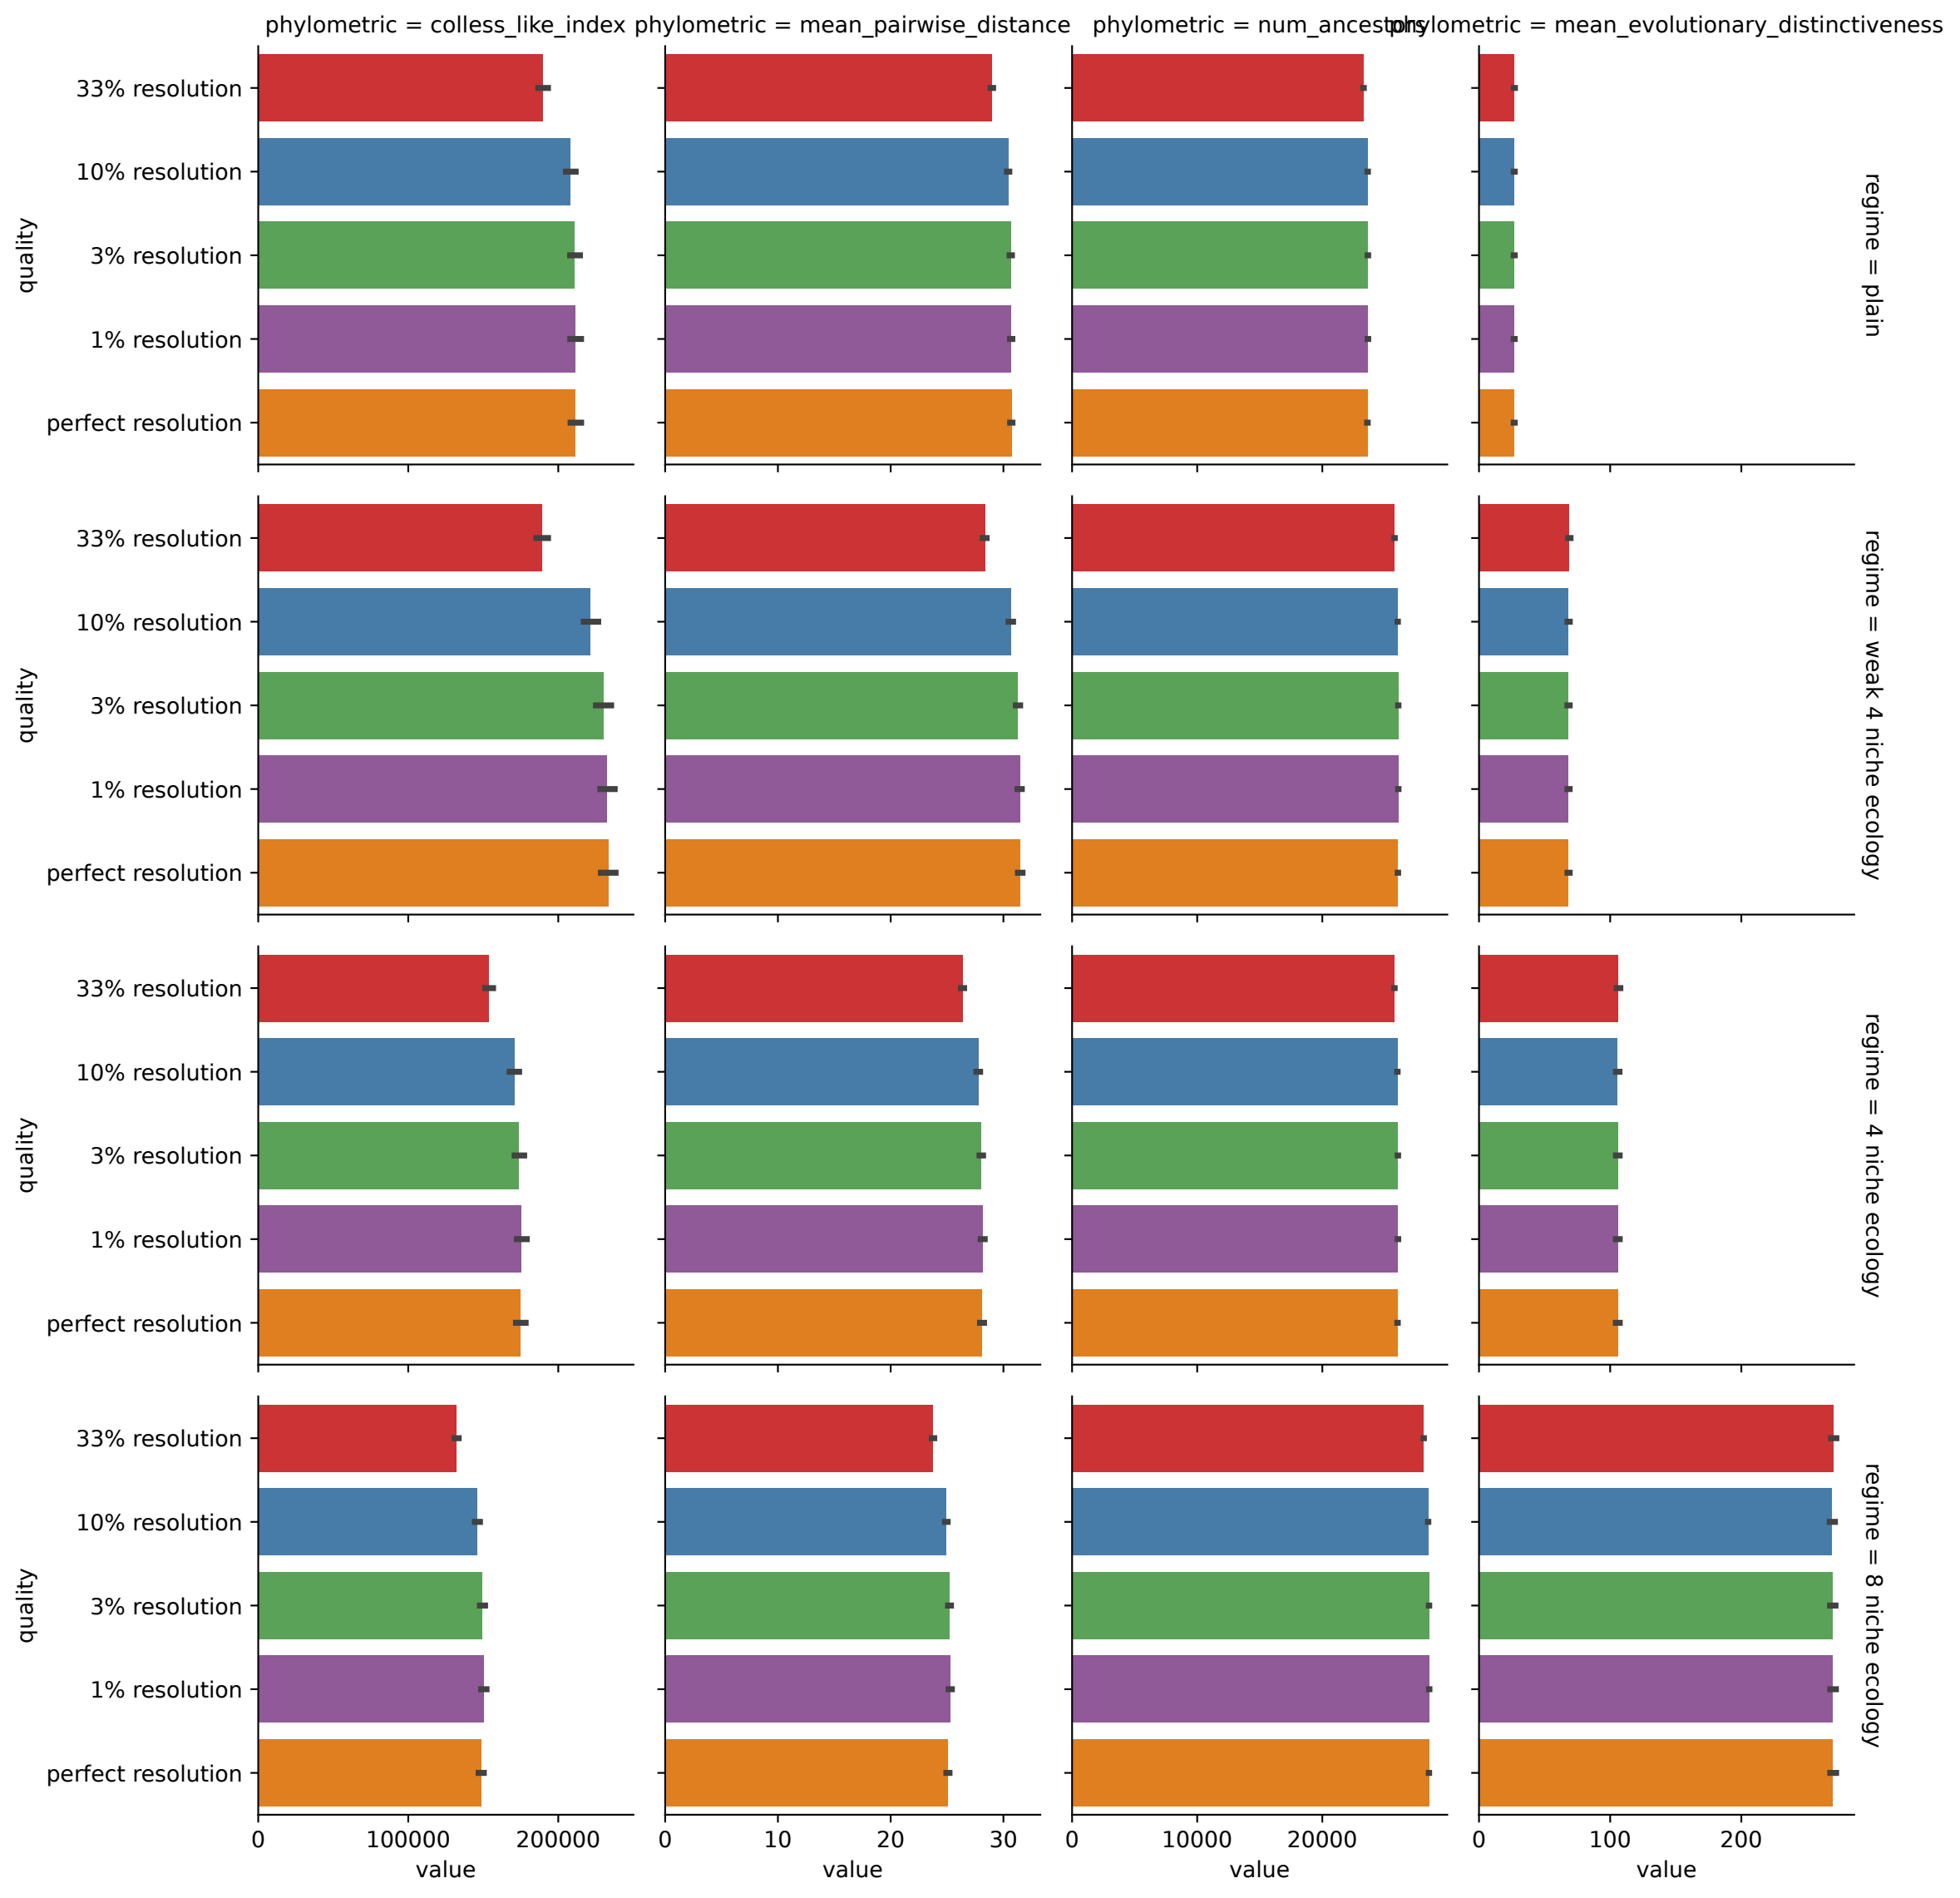 phylometric = colless_like_index
phylometric = mean_pairwise_distance
phylometric = num_ancestors
phylometric = mean_evolutionary_distinctiveness
quality
33% resolution
10% resolution
3% resolution
1% resolution
perfect resolution
regime = plain
quality
33% resolution
10% resolution
3% resolution
1% resolution
perfect resolution
regime = weak 4 niche ecology
quality
33% resolution
10% resolution
3% resolution
1% resolution
perfect resolution
regime = 4 niche ecology
quality
33% resolution
10% resolution
3% resolution
1% resolution
perfect resolution
regime = 8 niche ecology
0 100000 200000
value
0 10 20 30
value
0 10000 20000
value
0 100 200
value